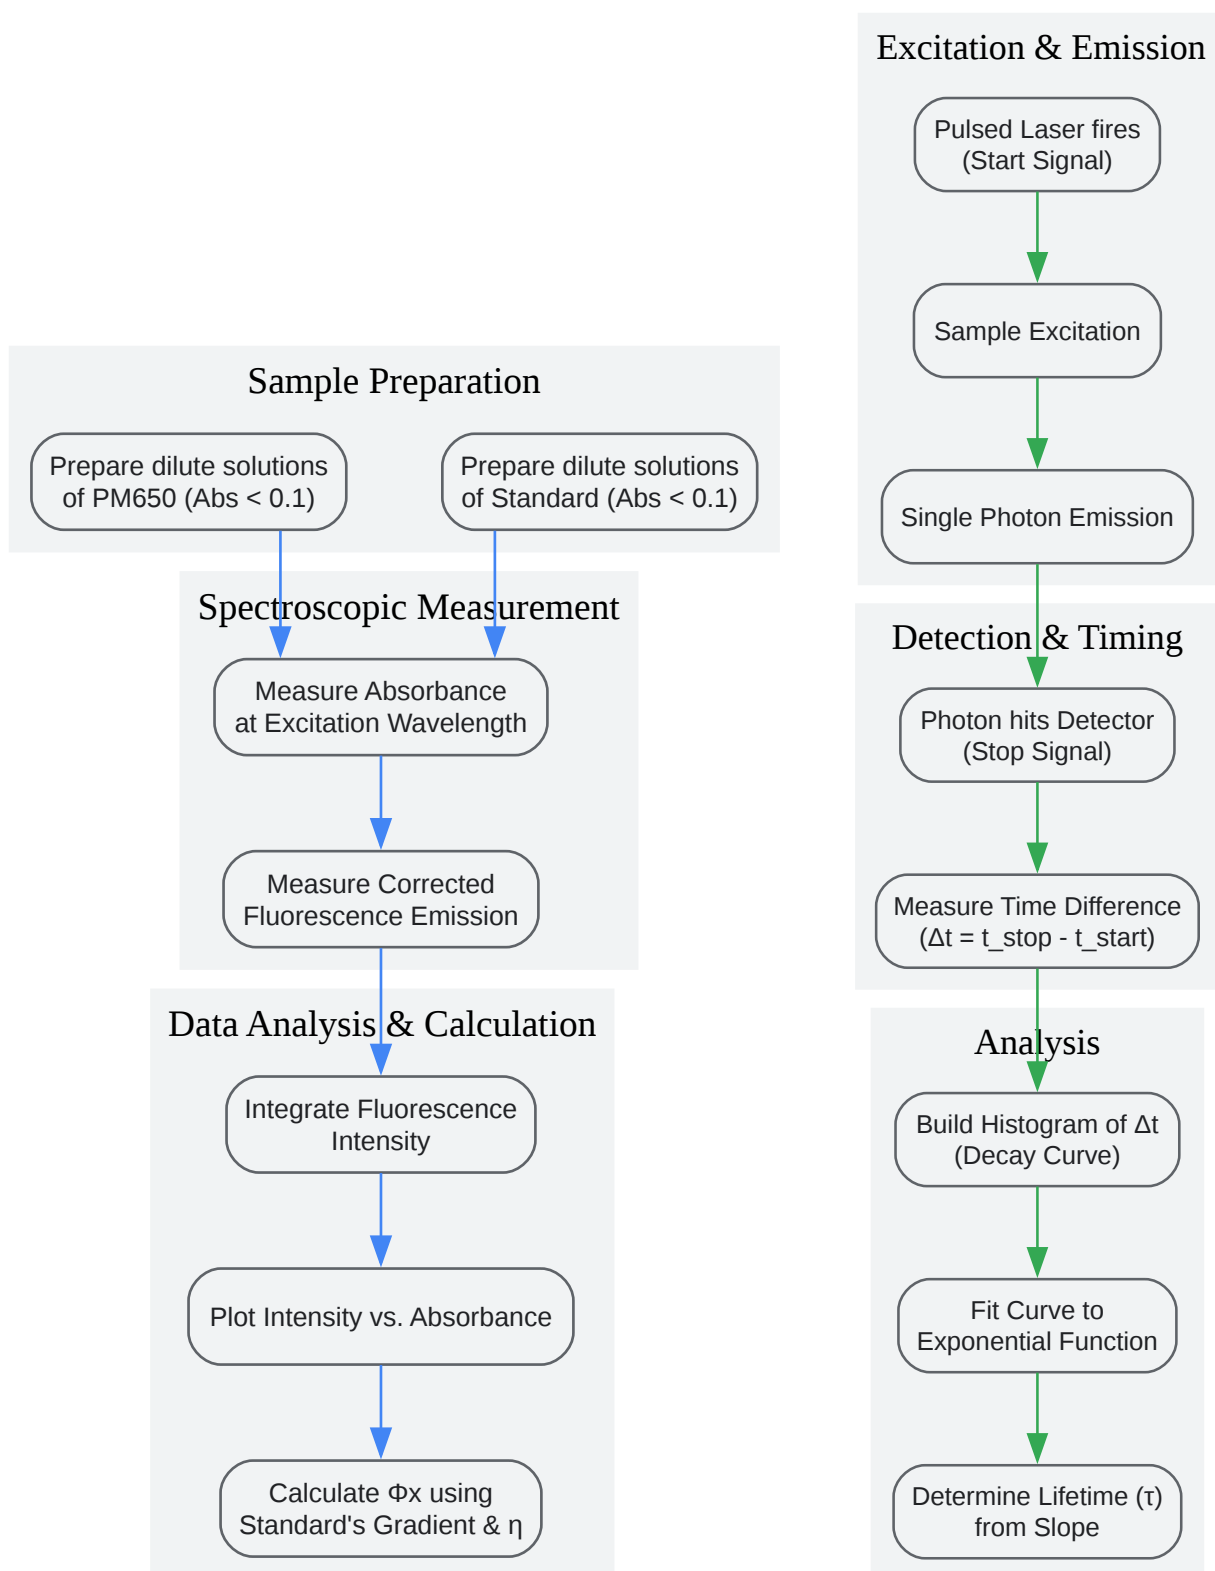 Sample Preparation
Prepare dilute solutions
of PM650 (Abs < 0.1)
Prepare dilute solutions
of Standard (Abs < 0.1)
Spectroscopic Measurement
Measure Absorbance
at Excitation Wavelength
Measure Corrected
Fluorescence Emission
Data Analysis & Calculation
Integrate Fluorescence
Intensity
Plot Intensity vs. Absorbance
Calculate Φx using
Standard's Gradient & η
Excitation & Emission
Pulsed Laser fires
(Start Signal)
Sample Excitation
Single Photon Emission
Detection & Timing
Photon hits Detector
(Stop Signal)
Measure Time Difference
(Δt = t_stop - t_start)
Analysis
Build Histogram of Δt
(Decay Curve)
Fit Curve to
Exponential Function
Determine Lifetime (τ)
from Slope